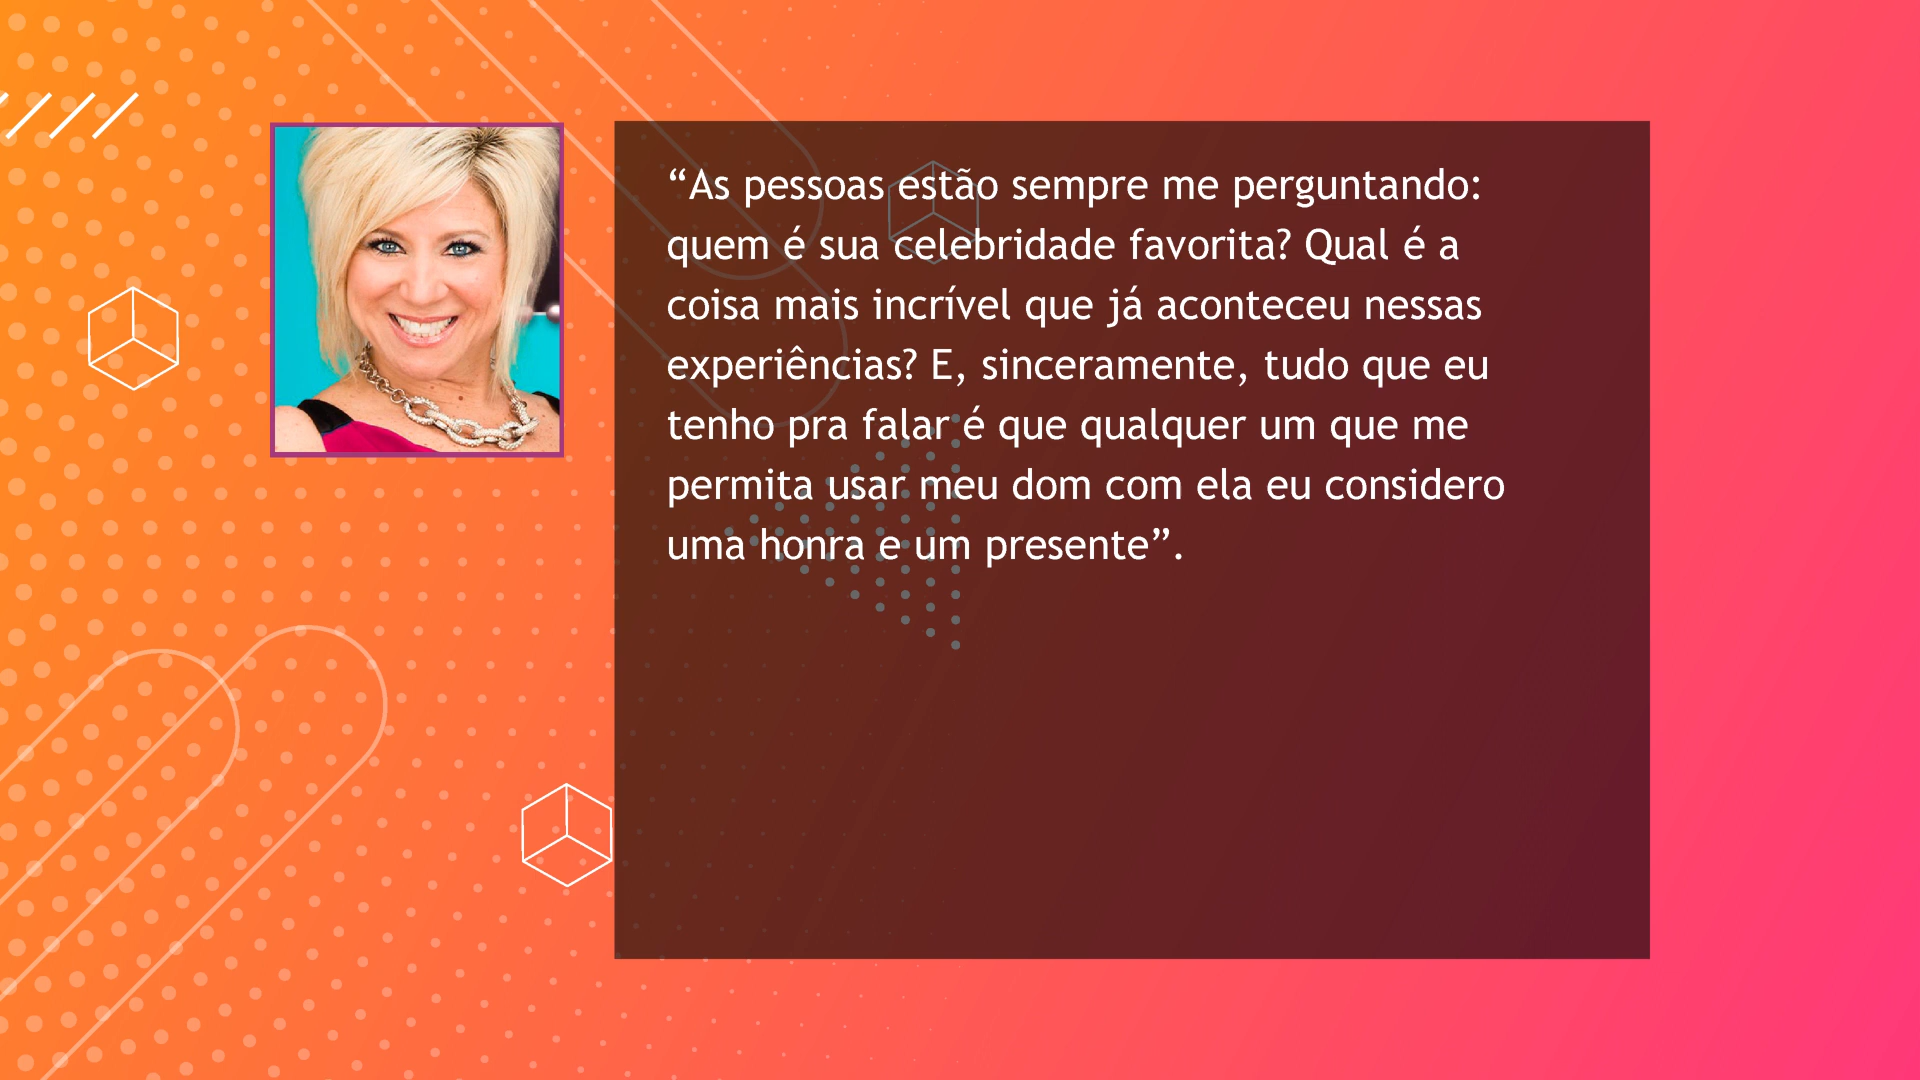 “As pessoas estão sempre me perguntando:
quem é sua celebridade favorita? Qual é a
coisa mais incrível que já aconteceu nessas
experiências? E, sinceramente, tudo que eu
tenho pra falar é que qualquer um que me
permita usar meu dom com ela eu considero
uma honra e um presente”.